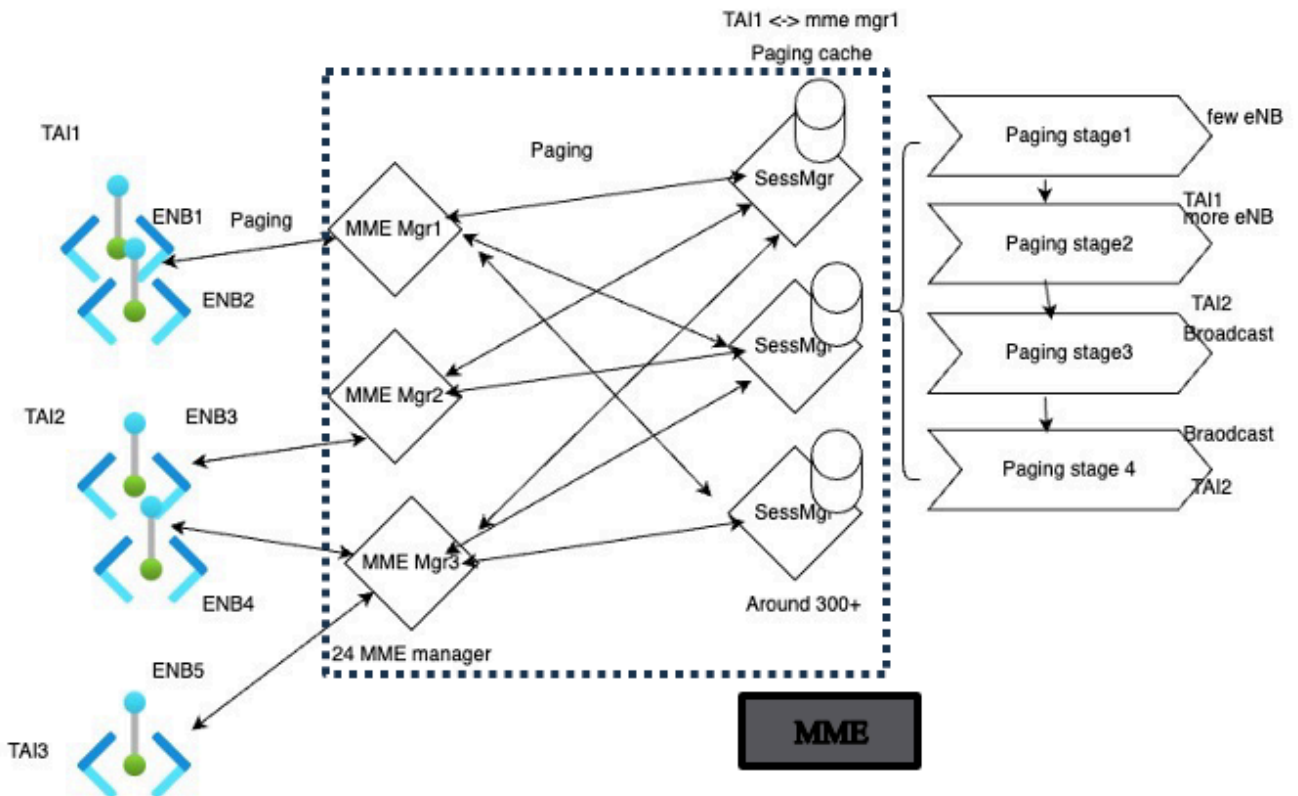 TAI1 <-> mme mgr1
Paging cache
TAI1
ENB1
Paging
ENB2
MME Mgr1
Paging
SessMgr
Paging stage1
few eNB
TAI1
more eNB
Paging stage2
TAI2
ENB3
MME Mgr2
SessMgr
Paging stage3
TAI2
Broadcast
ENB4
MME Mgr3
SessMgr
Paging stage 4
Braodcast
TAI2
Around 300+
24 MME manager
ENB5
TAI3
MME